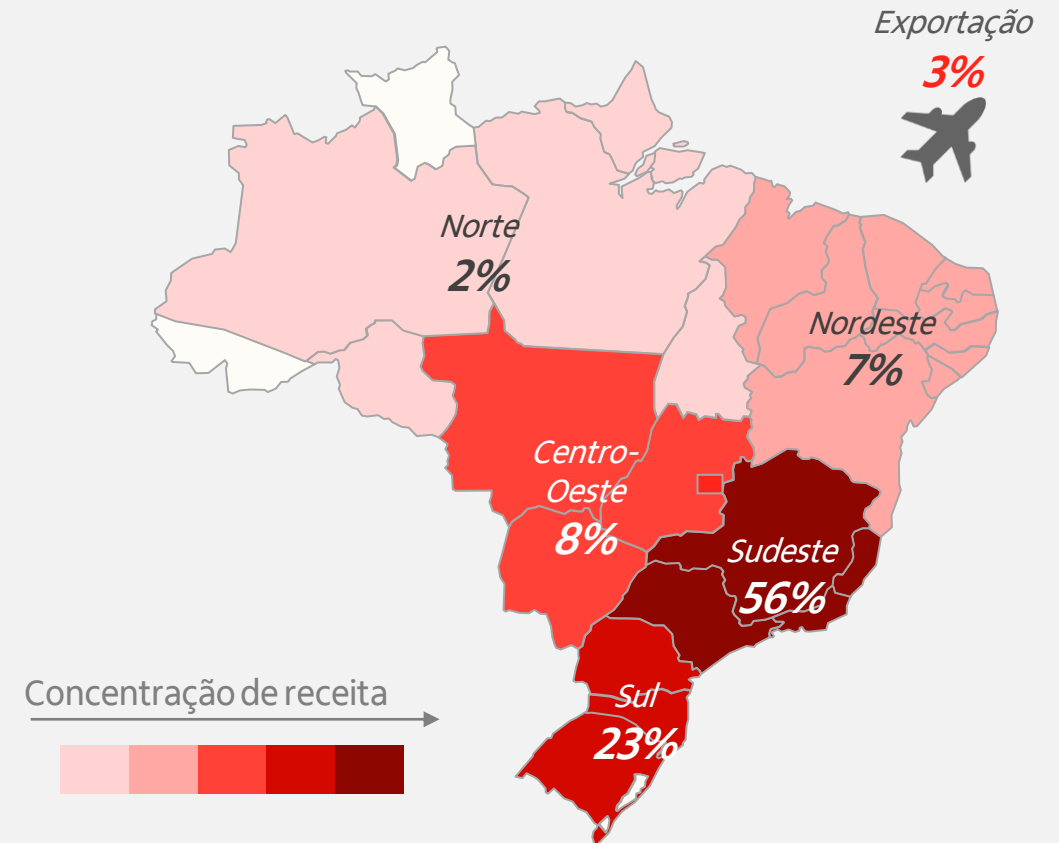 Exportação
3%
Norte
2%
Nordeste
7%
Centro-
Oeste
8%
Sudeste
56%
Sul
23%
Concentração de receita